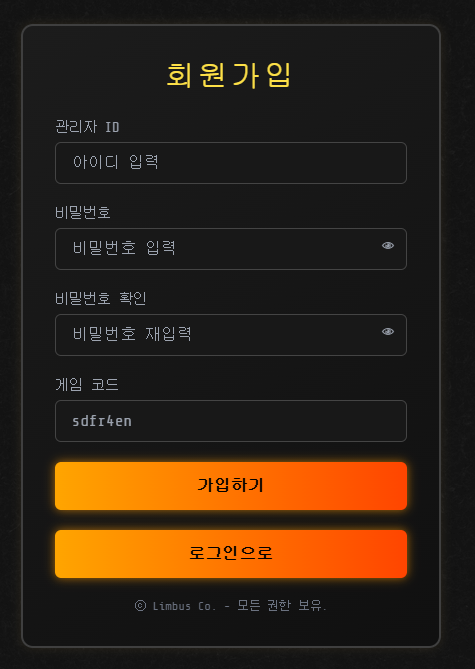 회원가입
관리자 ID
아이디 입력
비밀번호
비밀번호 입력
비밀번호 확인
비밀번호 재입력
게임 코드
sdfr4en
가입하기
로그인으로
© Limbus Co. - 모든 권한 보유.